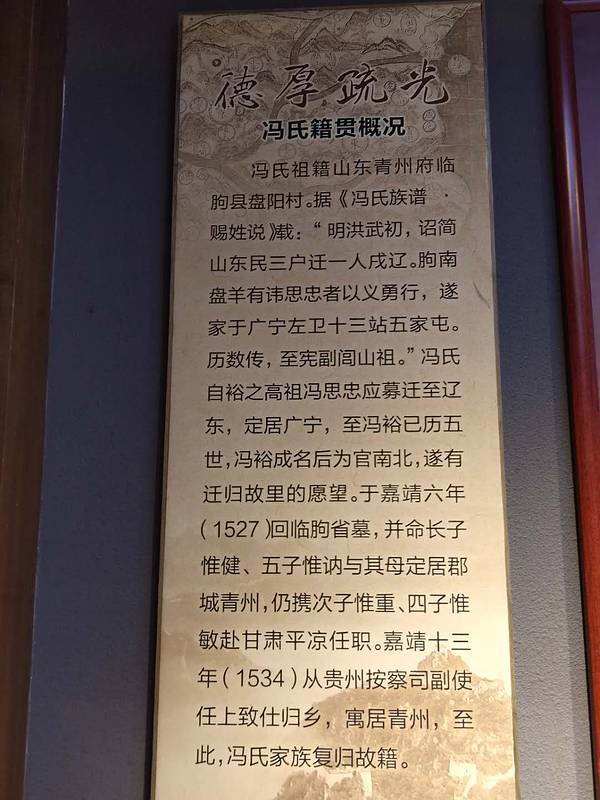 德厚疏光
冯氏籍贯概况
冯氏祖籍山东青州府临
朐县盘阳村。据《冯氏族谱·
赐姓说》载：“明洪武初，诏简
山东民三户迁一人戍辽。朐南
盘羊有讳思忠者以义勇行，遂
家于广宁左卫十三站五家屯。
历数传，至宪副闾山祖。”冯氏
自裕之高祖冯思忠应募迁至辽
东，定居广宁，至冯裕已历五
世，冯裕成名后为官南北，遂有
迁归故里的愿望。于嘉靖六年
（1527）回临朐省墓，并命长子
惟健、五子惟讷与其母定居郡
城青州，仍携次子惟重、四子惟
敏赴甘肃平凉任职。嘉靖十三
年（1534）从贵州按察司副使
任上致仕归乡，寓居青州，至
此，冯氏家族复归故籍。